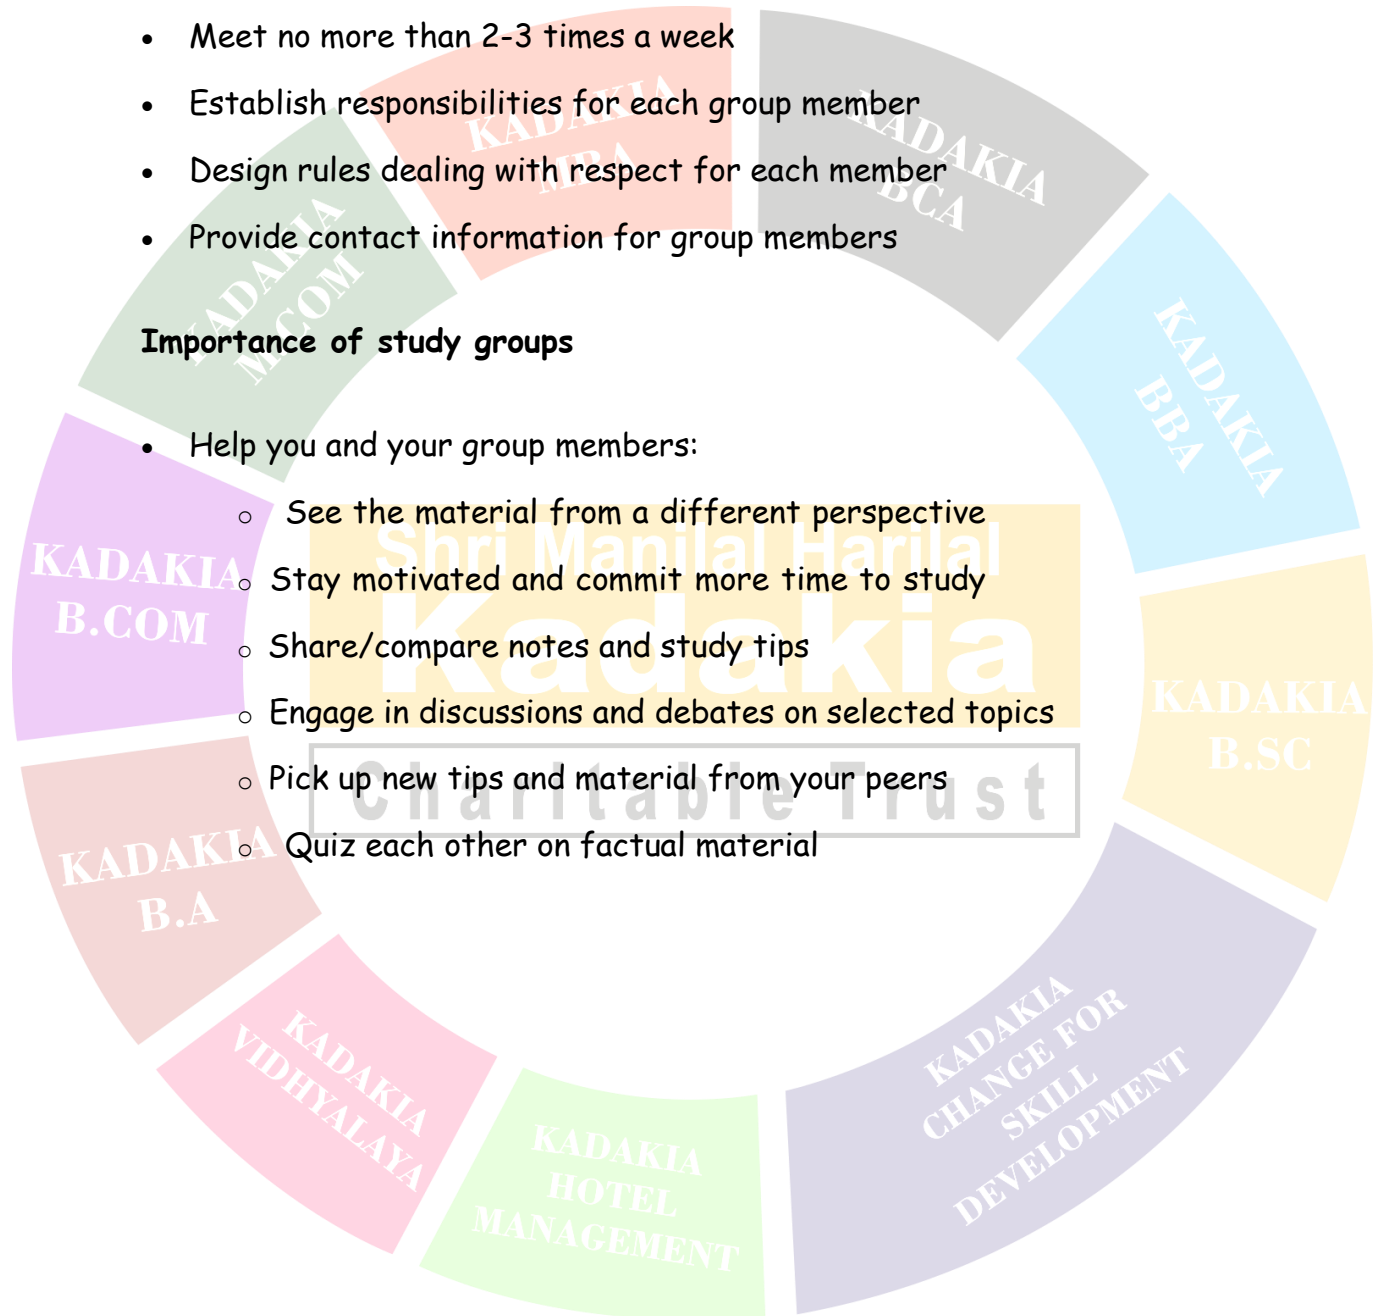 • Meet no more than 2-3 times a week
• Establish responsibilities for each group member
• Design rules dealing with respect for each member
• Provide contact information for group members
Importance of study groups
• Help you and your group members:
o See the material from a different perspective
o Stay motivated and commit more time to study
o Share/compare notes and study tips
o Engage in discussions and debates on selected topics
o Pick up new tips and material from your peers
o Quiz each other on factual material
KADAKIA
MBA
KADAKIA
BCA
KADAKIA
BBA
KADAKIA
B.SC
KADAKIA
CHANGE FOR
SKILL
DEVELOPMENT
KADAKIA
HOTEL
MANAGEMENT
KADAKIA
VIDHYALAYA
KADAKIA
B.A
KADAKIA
B.COM
KADAKIA
M.COM
Shri Manilal Harilal
Kadakia
Charitable Trust